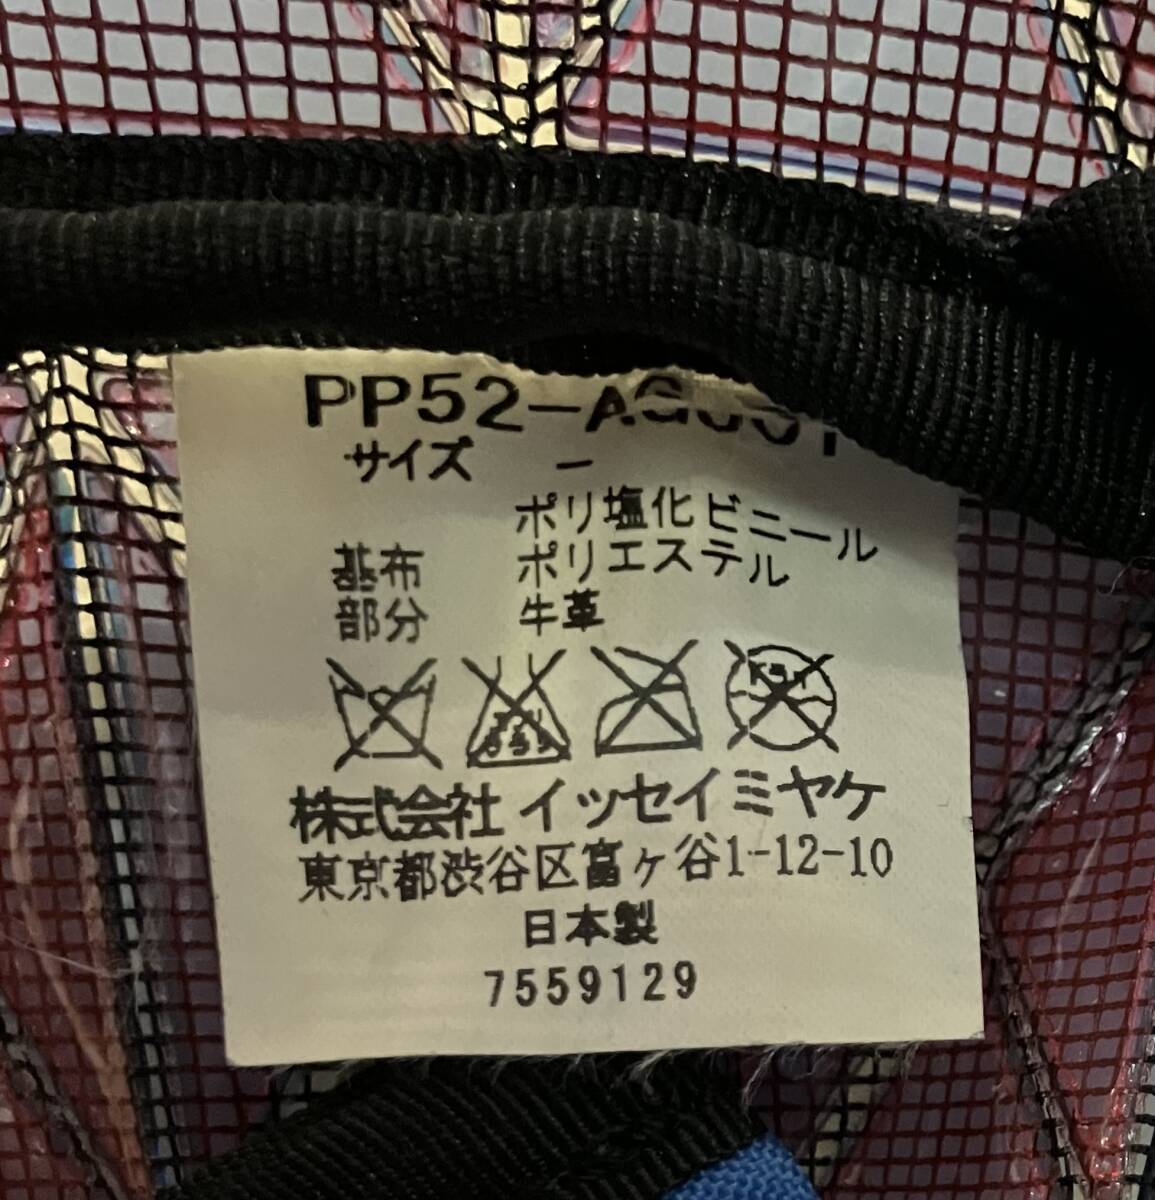 PP52-AG
サイズ －
ポリ塩化ビニール
基布 ポリエステル
部分 牛革
株式会社 イッセイミヤケ
東京都渋谷区富ヶ谷1-12-10
日本製
7559129